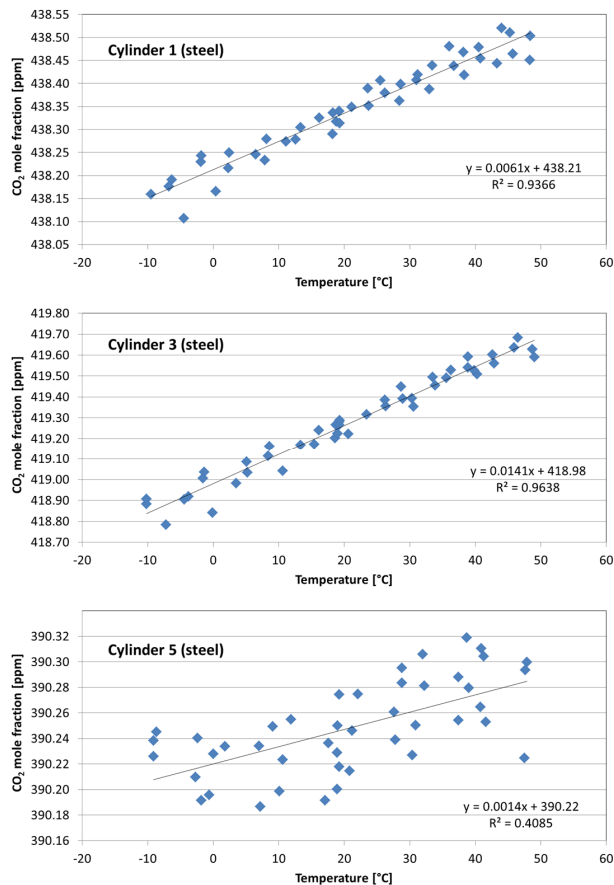 438.55
438.50
438.45
438.40
438.35
438.30
438.25
438.20
438.15
438.10
438.05
CO2 mole fraction [ppm]
Cylinder 1 (steel)
y = 0.0061x + 438.21
R² = 0.9366
-20 -10 0 10 20 30 40 50 60
Temperature [°C]
419.80
419.70
419.60
419.50
419.40
419.30
419.20
419.10
419.00
418.90
418.80
418.70
CO2 mole fraction [ppm]
Cylinder 3 (steel)
y = 0.0141x + 418.98
R² = 0.9638
-20 -10 0 10 20 30 40 50 60
Temperature [°C]
390.32
390.30
390.28
390.26
390.24
390.22
390.20
390.18
390.16
CO2 mole fraction [ppm]
Cylinder 5 (steel)
y = 0.0014x + 390.22
R² = 0.4085
-20 -10 0 10 20 30 40 50 60
Temperature [°C]